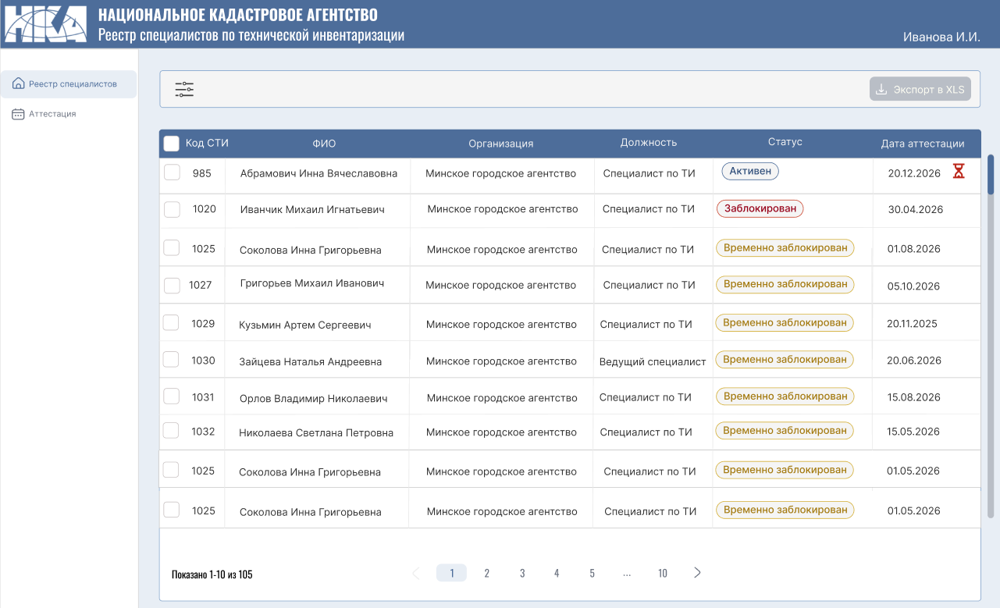 НКА
НАЦИОНАЛЬНОЕ КАДАСТРОВОЕ АГЕНТСТВО
Реестр специалистов по технической инвентаризации
Иванова И.И.
Реестр специалистов
Аттестация
Экспорт в XLS
Код СТИ ФИО Организация Должность Статус Дата аттестации
985 Абрамович Инна Вячеславовна Минское городское агентство Специалист по ТИ Активен 20.12.2026
1020 Иванчик Михаил Игнатьевич Минское городское агентство Специалист по ТИ Заблокирован 30.04.2026
1025 Соколова Инна Григорьевна Минское городское агентство Специалист по ТИ Временно заблокирован 01.08.2026
1027 Григорьев Михаил Иванович Минское городское агентство Специалист по ТИ Временно заблокирован 05.10.2026
1029 Кузьмин Артем Сергеевич Минское городское агентство Специалист по ТИ Временно заблокирован 20.11.2025
1030 Зайцева Наталья Андреевна Минское городское агентство Ведущий специалист Временно заблокирован 20.06.2026
1031 Орлов Владимир Николаевич Минское городское агентство Специалист по ТИ Временно заблокирован 15.08.2026
1032 Николаева Светлана Петровна Минское городское агентство Специалист по ТИ Временно заблокирован 15.05.2026
1025 Соколова Инна Григорьевна Минское городское агентство Специалист по ТИ Временно заблокирован 01.05.2026
1025 Соколова Инна Григорьевна Минское городское агентство Специалист по ТИ Временно заблокирован 01.05.2026
Показано 1-10 из 105 1 2 3 4 5 ... 10